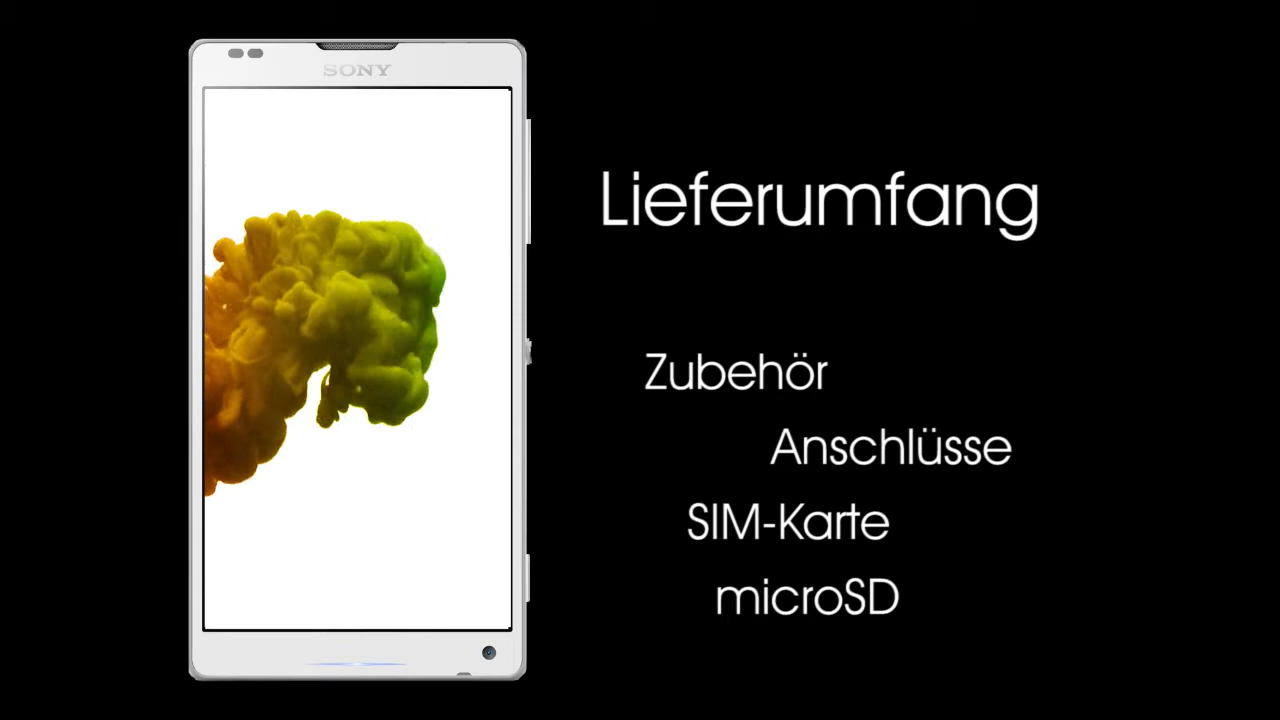 SONY
Lieferumfang
Zubehör
Anschlüsse
SIM-Karte
microSD